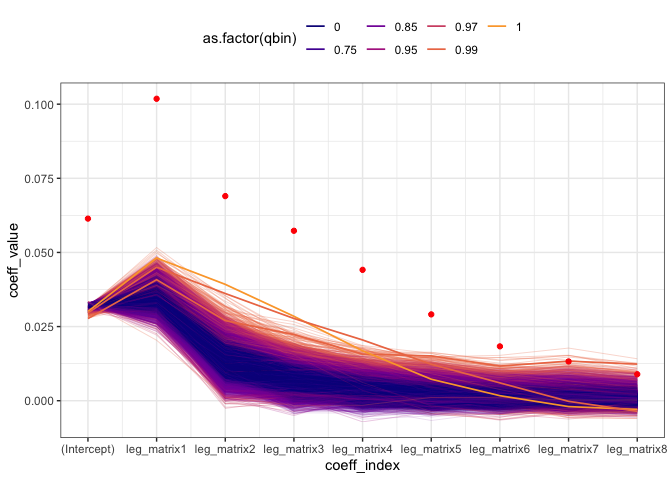 as.factor(qbin)
0 0.85 0.97 1
0.75 0.95 0.99
0.100
0.075
0.050
0.025
0.000
coeff_value
(Intercept) leg_matrix1 leg_matrix2 leg_matrix3 leg_matrix4 leg_matrix5 leg_matrix6 leg_matrix7 leg_matrix8
coeff_index